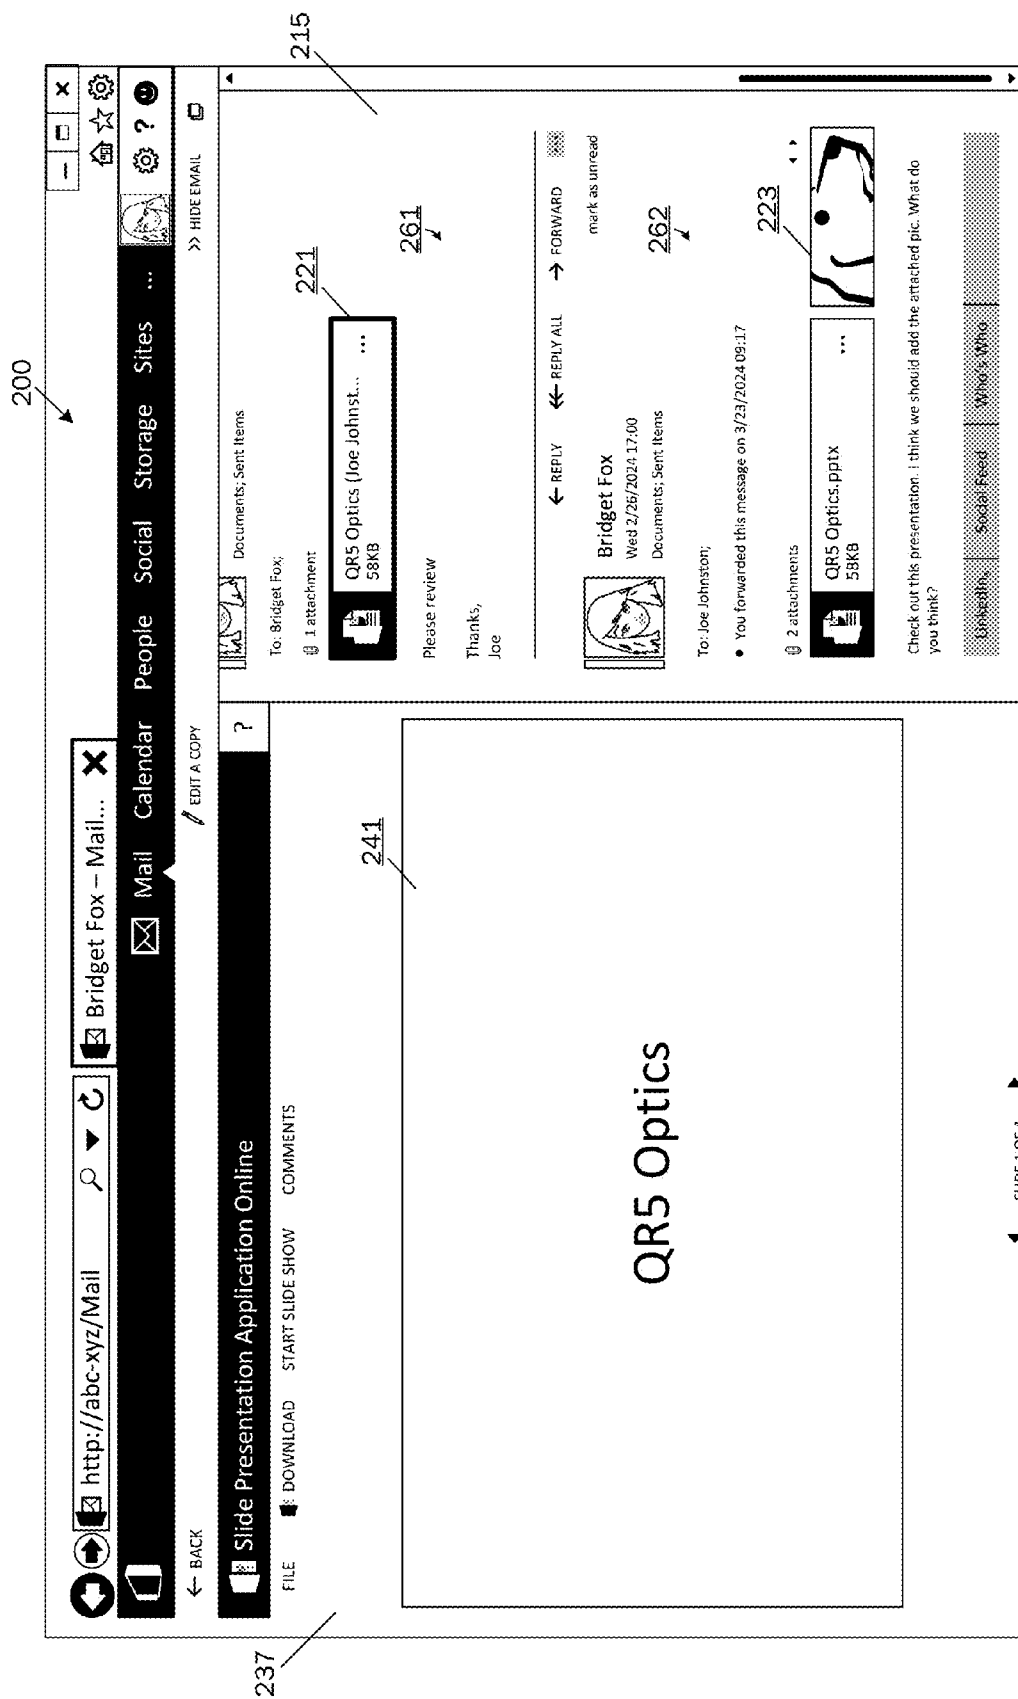 200
http://abc-xyz/Mail
Bridget Fox – Mail...
Mail Calendar People Social Storage Sites ... ?
← BACK
EDIT A COPY
>> HIDE EMAIL
237
Slide Presentation Application Online ?
FILE DOWNLOAD START SLIDE SHOW COMMENTS
241
QR5 Optics
215
Documents; Sent Items
To: Bridget Fox;
1 attachment
221
QR5 Optics (Joe Johnst...
58KB ...
261
Please review
Thanks,
Joe
← REPLY REPLY ALL → FORWARD ...
mark as unread
Bridget Fox
Wed 2/26/2024 17:00
Documents; Sent Items
262
To: Joe Johnston;
• You forwarded this message on 3/23/2024 09:17
2 attachments
223
QR5 Optics.pptx
58KB ...
Check out this presentation. I think we should add the attached pic. What do
you think?
LinkedIn, Social Feed Who's Who